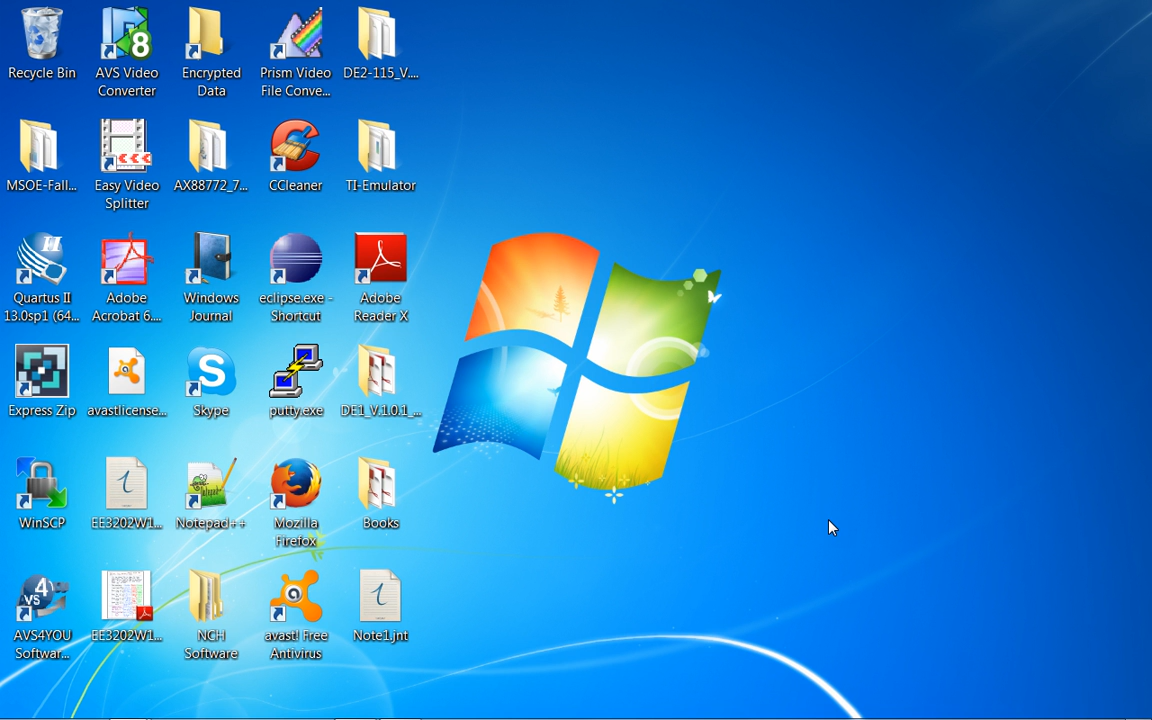 Recycle Bin
AVS Video
Converter
Encrypted
Data
Prism Video
File Conve...
DE2-115_V....
MSOE-Fall...
Easy Video
Splitter
AX88772_7...
CCleaner
TI-Emulator
II
Quartus II
13.0sp1 (64...
Adobe
Acrobat 6....
Windows
Journal
eclipse.exe -
Shortcut
Adobe
Reader X
Express Zip
avastlicense...
Skype
putty.exe
DE1_V.1.0.1_...
WinSCP
EE3202W1...
Notepad++
Mozilla
Firefox
Books
AVS4YOU
Softwar...
EE3202W1...
NCH
Software
avast! Free
Antivirus
Note1.jnt